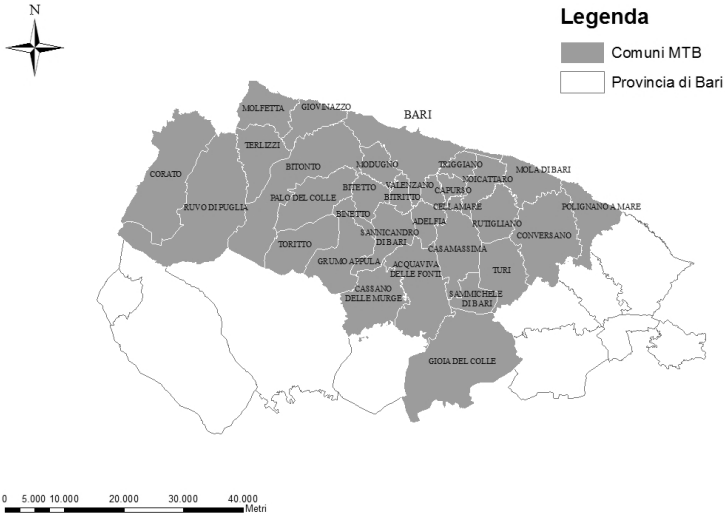 N
Legenda
Comuni MTB
Provincia di Bari
BARI
MOLFETTA
GIOVINAZZO
TERLIZZI
CORATO
BITONTO
MODUGNO
TRIGGIANO
MOLA DI BARI
NOICATTARO
VALENZANO
CAPURSO
BITETTO
BITRITTO
PALO DEL COLLE
RUVO DI PUGLIA
CELLAMARE
POLIGNANO A MARE
BINETTO
ADELFIA
RUTIGLIANO
SANNICANDRO
DI BARI
CONVERSANO
TORITTO
CASAMASSIMA
GRUMO APPULA
ACQUAVIVA
DELLE FONTI
TURI
CASSANO
DELLE MURGE
SAMMICHELE
DI BARI
GIOIA DEL COLLE
0 5.000 10.000 20.000 30.000 40.000
Metri